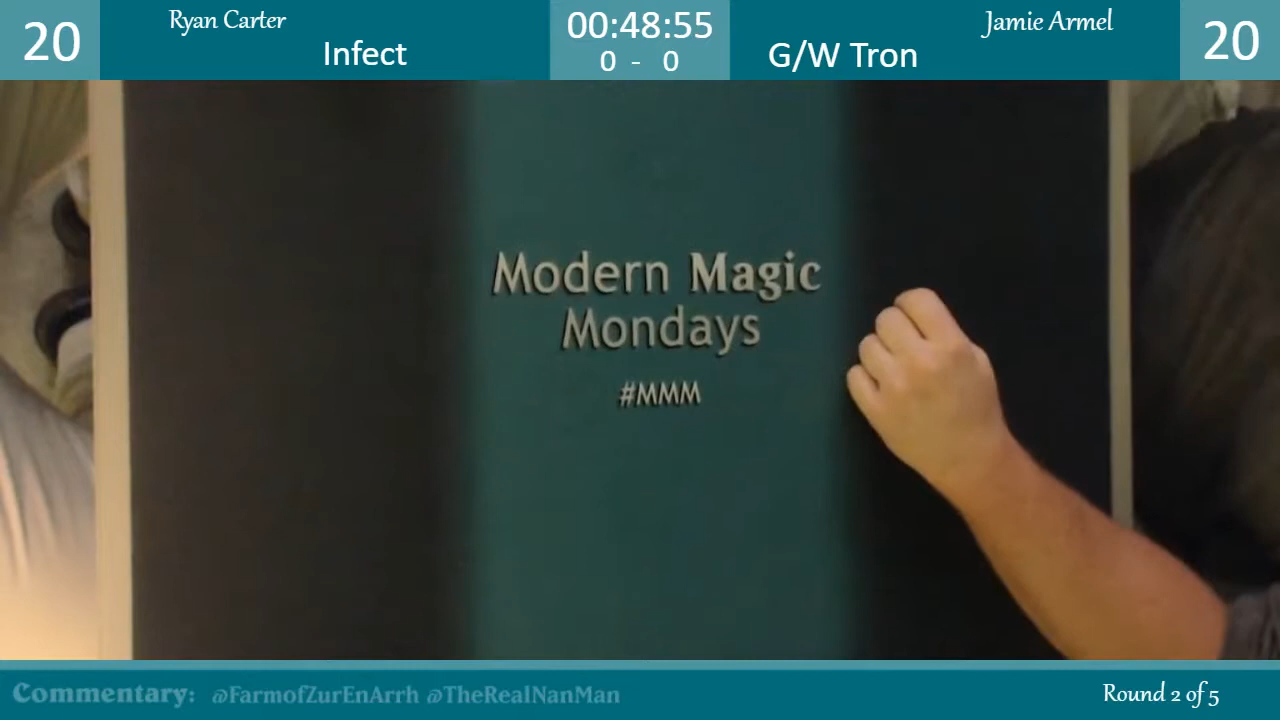 20
Ryan Carter
Infect
00:48:55
0 - 0
Jamie Armel
G/W Tron
20
Modern Magic
Mondays
#MMM
Commentary: @FarmofZurEnArrh @TheRealNanMan
Round 2 of 5